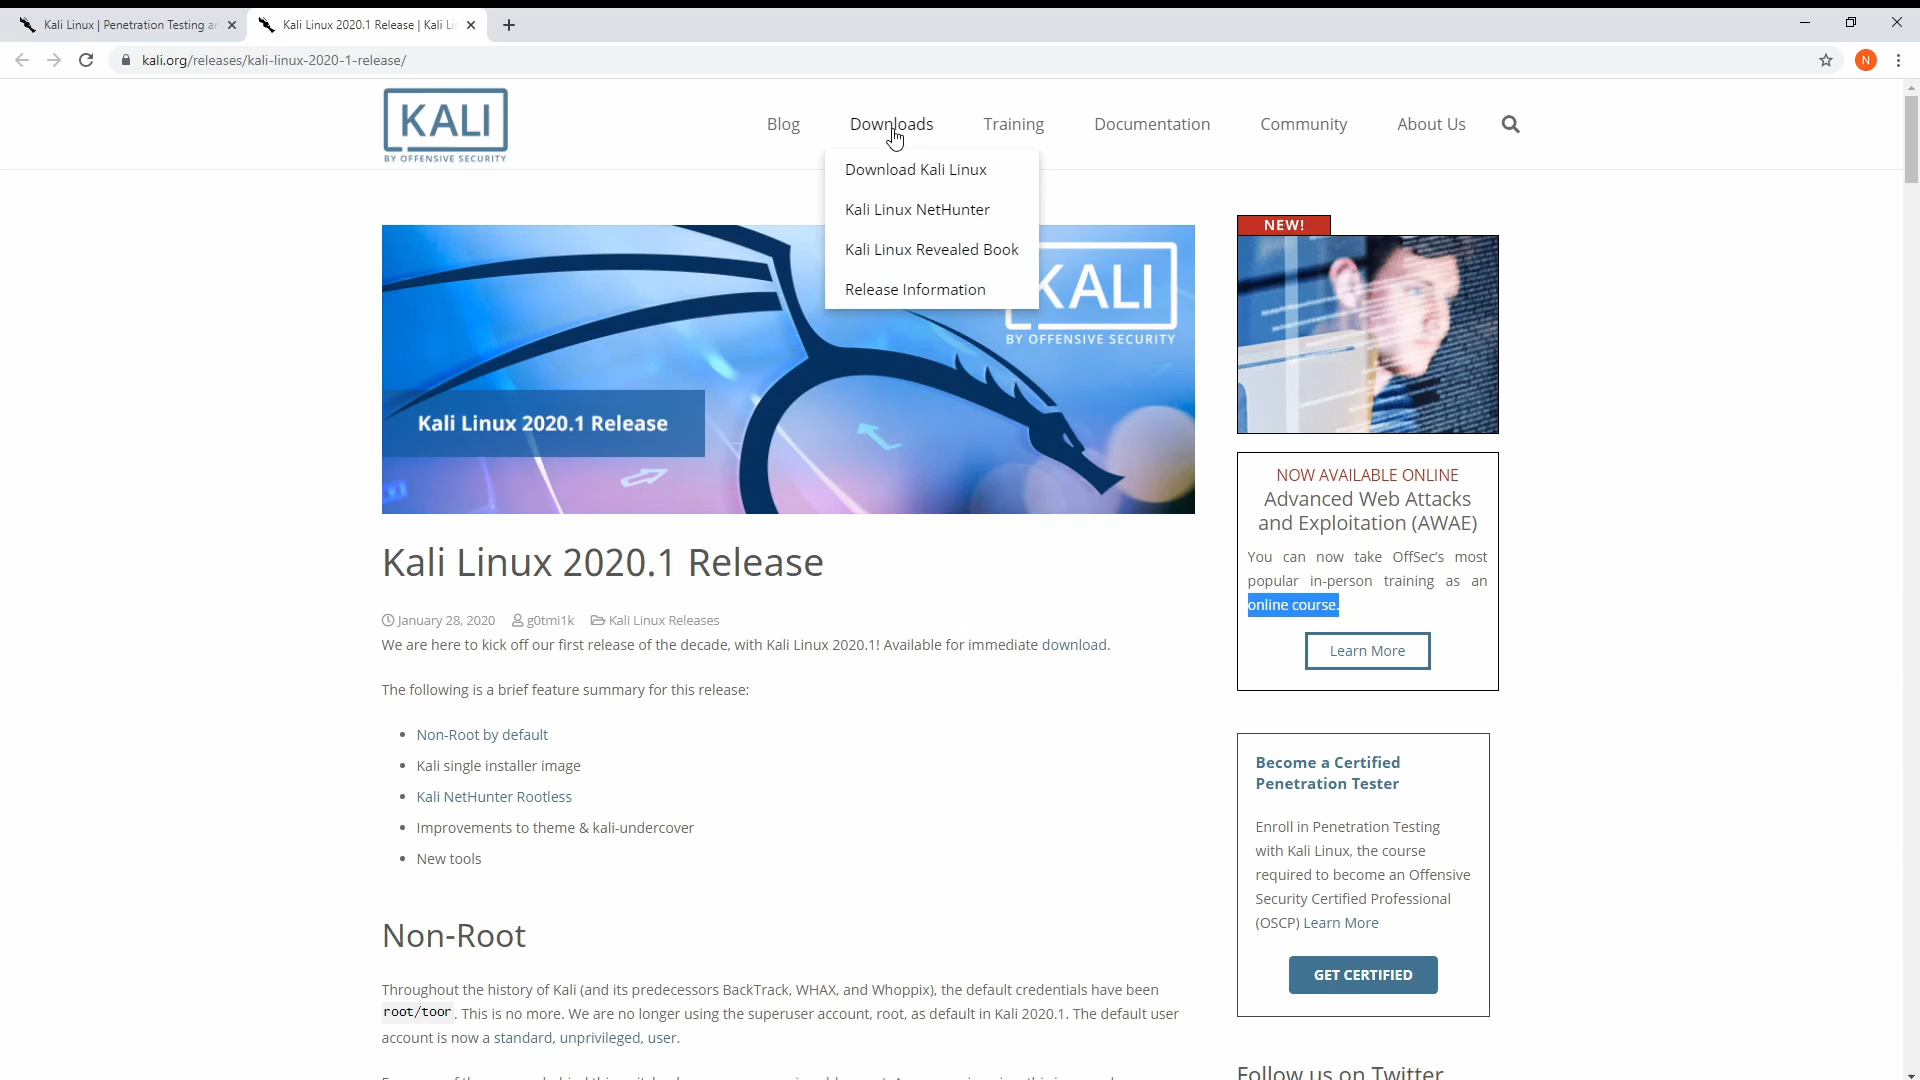 Kali Linux | Penetration Testing ar
Kali Linux 2020.1 Release | Kali Li
kali.org/releases/kali-linux-2020-1-release/
N
KALI
BY OFFENSIVE SECURITY
Blog
Downloads
Training
Documentation
Community
About Us
Download Kali Linux
Kali Linux NetHunter
Kali Linux Revealed Book
Release Information
KALI
BY OFFENSIVE SECURITY
Kali Linux 2020.1 Release
Kali Linux 2020.1 Release
January 28, 2020 g0tmi1k Kali Linux Releases
We are here to kick off our first release of the decade, with Kali Linux 2020.1! Available for immediate download.
The following is a brief feature summary for this release:
• Non-Root by default
• Kali single installer image
• Kali NetHunter Rootless
• Improvements to theme & kali-undercover
• New tools
Non-Root
Throughout the history of Kali (and its predecessors BackTrack, WHAX, and Whoppix), the default credentials have been
root/toor. This is no more. We are no longer using the superuser account, root, as default in Kali 2020.1. The default user
account is now a standard, unprivileged, user.
NEW!
NOW AVAILABLE ONLINE
Advanced Web Attacks
and Exploitation (AWAE)
You can now take OffSec's most
popular in-person training as an
online course.
Learn More
Become a Certified
Penetration Tester
Enroll in Penetration Testing
with Kali Linux, the course
required to become an Offensive
Security Certified Professional
(OSCP) Learn More
GET CERTIFIED
Follow us on Twitter